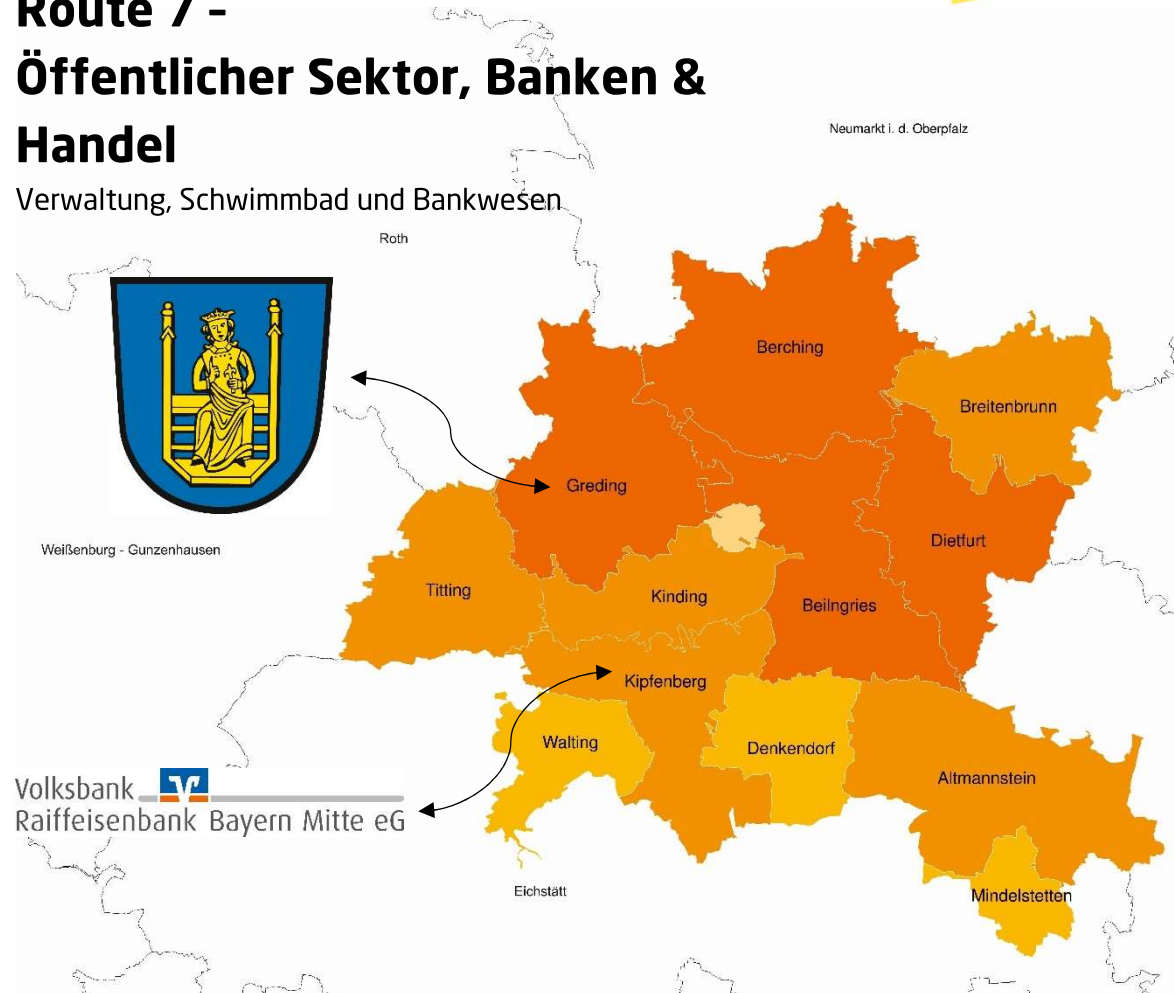 Route 7 –
Öffentlicher Sektor, Banken &
Handel
Verwaltung, Schwimmbad und Bankwesen
Neumarkt i. d. Oberpfalz
Roth
Berching
Breitenbrunn
Greding
Dietfurt
Weißenburg - Gunzenhausen
Titting
Kinding
Beilngries
Kipfenberg
Walting
Denkendorf
Altmannstein
Volksbank
Raiffeisenbank Bayern Mitte eG
Eichstätt
Mindelstetten